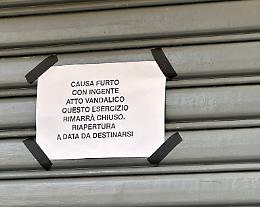 CAUSA FURTO
CON INGENTE
ATTO VANDALICO
QUESTO ESERCIZIO
RIMARRÀ CHIUSO.
RIAPERTURA
A DATA DA DESTINARSI